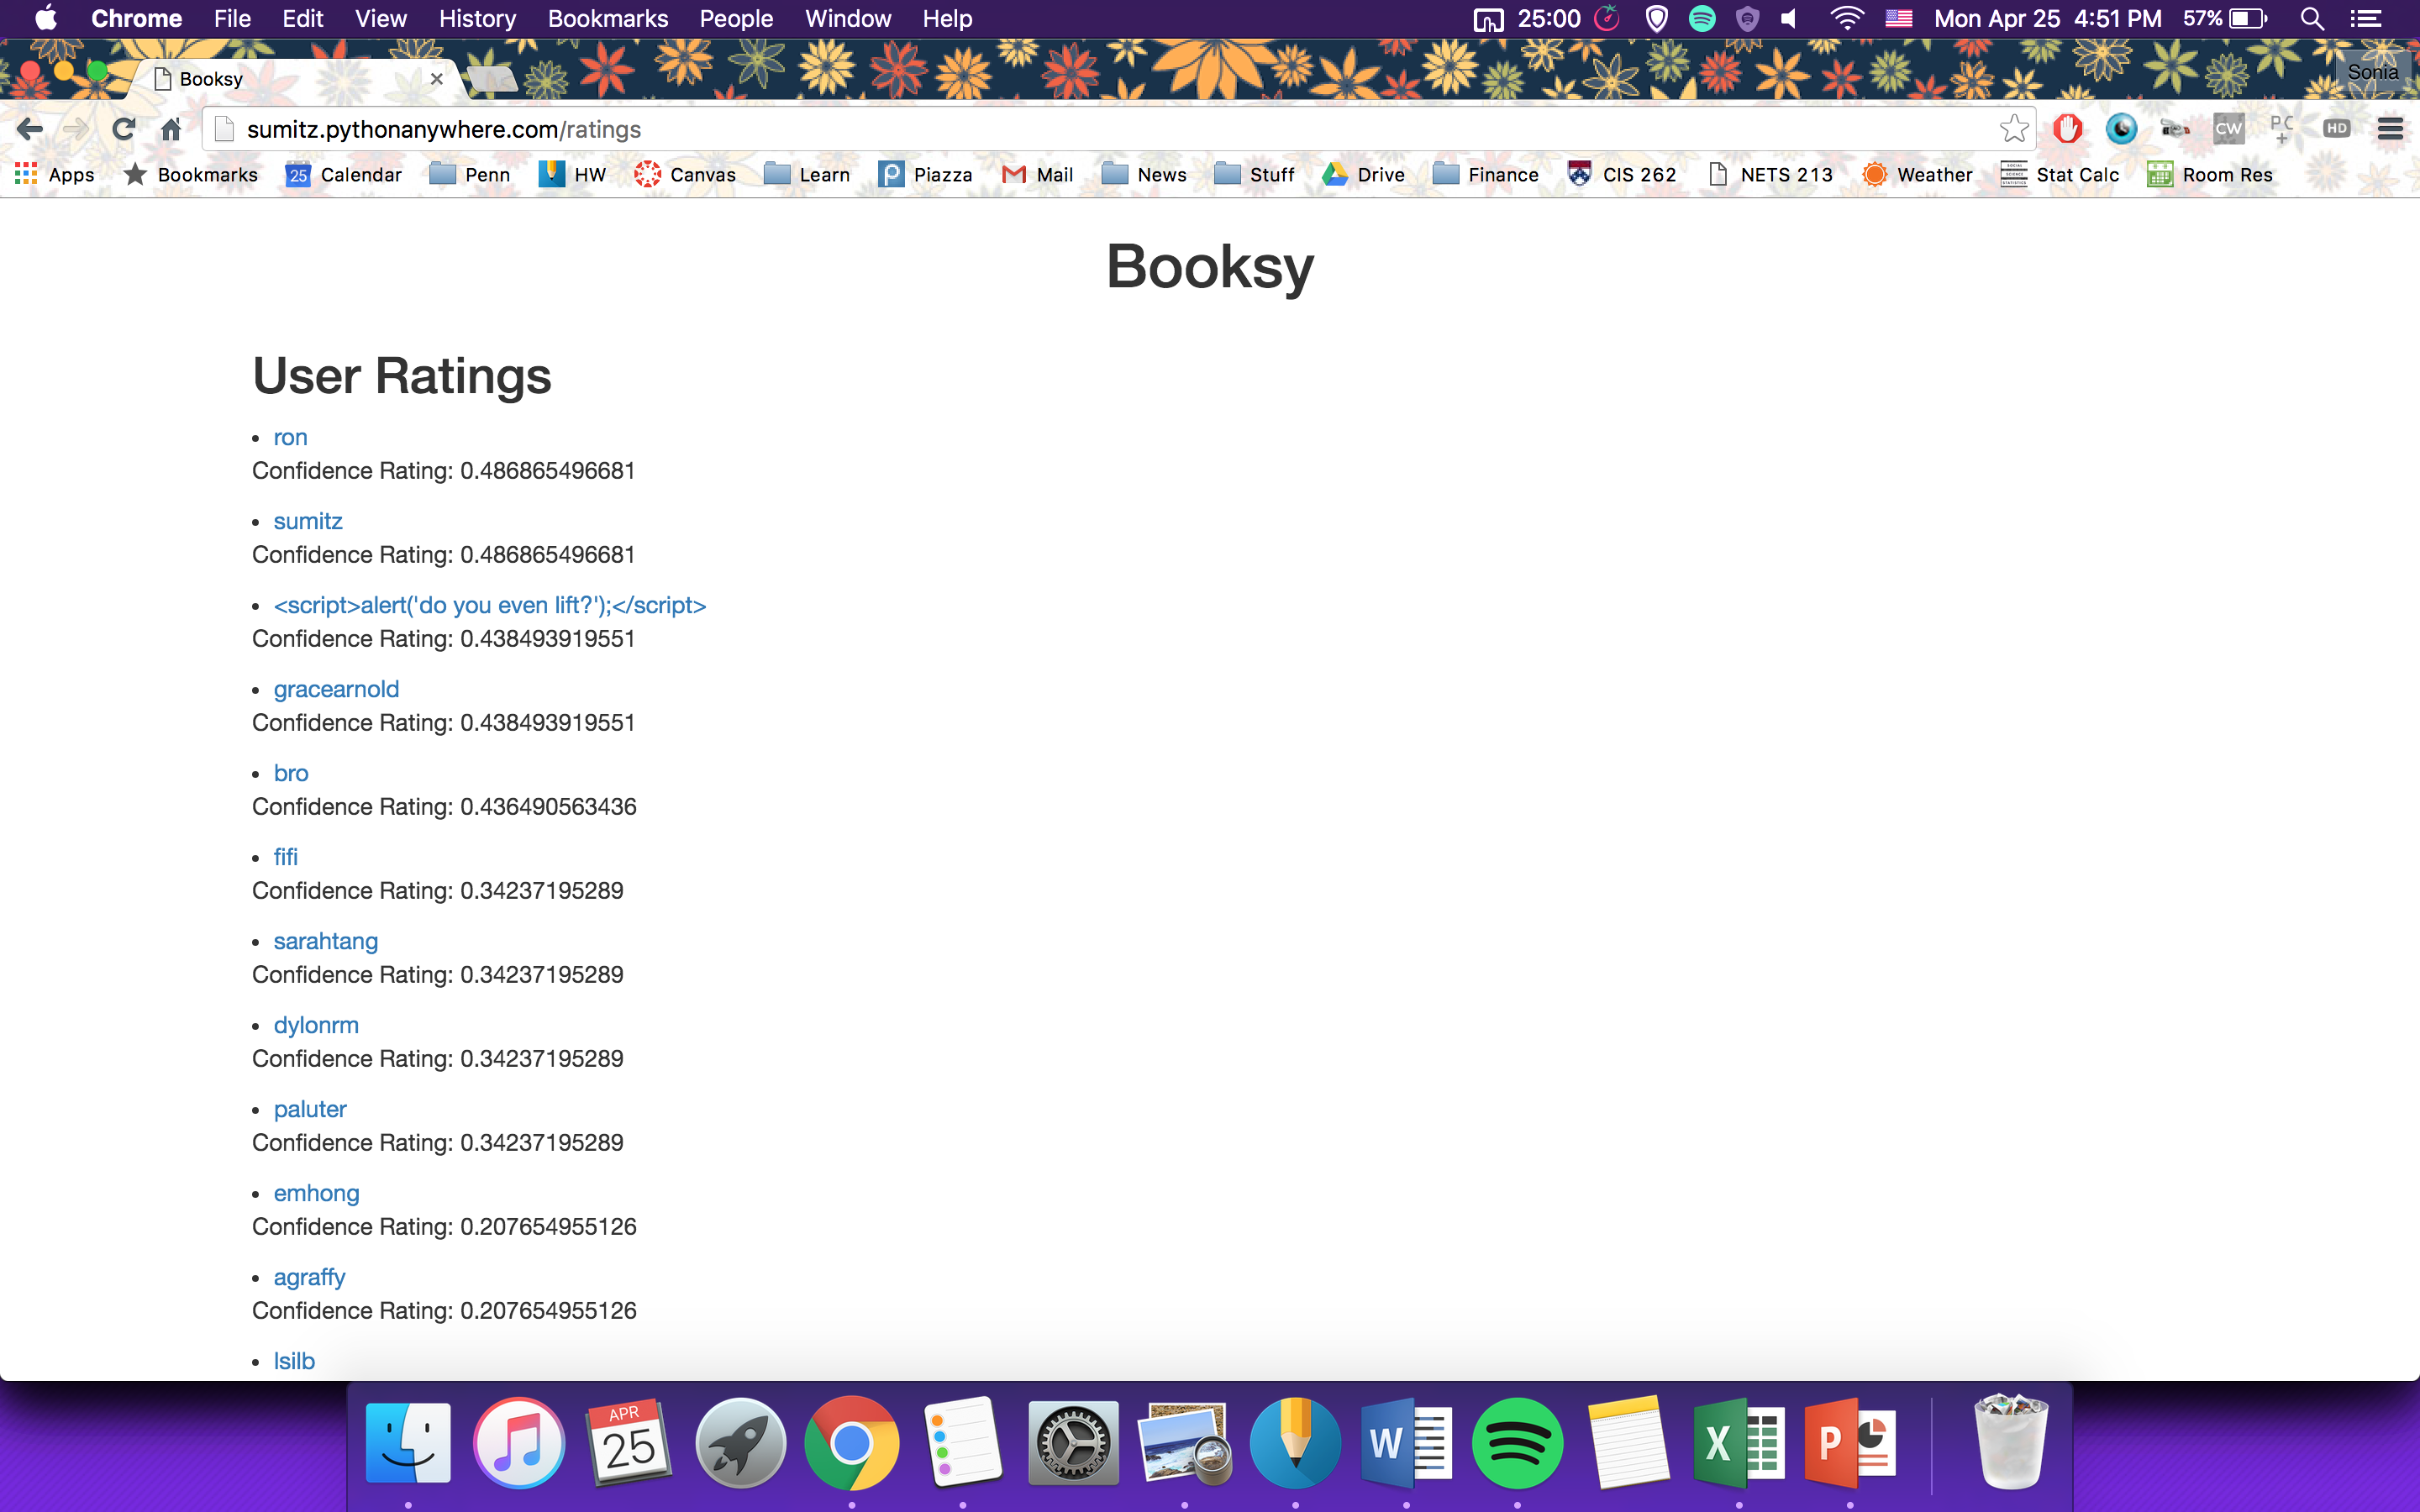 Chrome File Edit View History Bookmarks People Window Help 25:00 Mon Apr 25 4:51 PM 57%
Booksy Sonia
sumitz.pythonanywhere.com/ratings CW PC+ HD
Apps Bookmarks 25 Calendar Penn HW Canvas Learn Piazza Mail News Stuff Drive Finance CIS 262 NETS 213 Weather Stat Calc Room Res
Booksy
User Ratings
• ron
Confidence Rating: 0.486865496681
• sumitz
Confidence Rating: 0.486865496681
• <script>alert('do you even lift?');</script>
Confidence Rating: 0.438493919551
• gracearnold
Confidence Rating: 0.438493919551
• bro
Confidence Rating: 0.436490563436
• fifi
Confidence Rating: 0.34237195289
• sarahtang
Confidence Rating: 0.34237195289
• dylonrm
Confidence Rating: 0.34237195289
• paluter
Confidence Rating: 0.34237195289
• emhong
Confidence Rating: 0.207654955126
• agraffy
Confidence Rating: 0.207654955126
• lsilb
APR
25
W X P